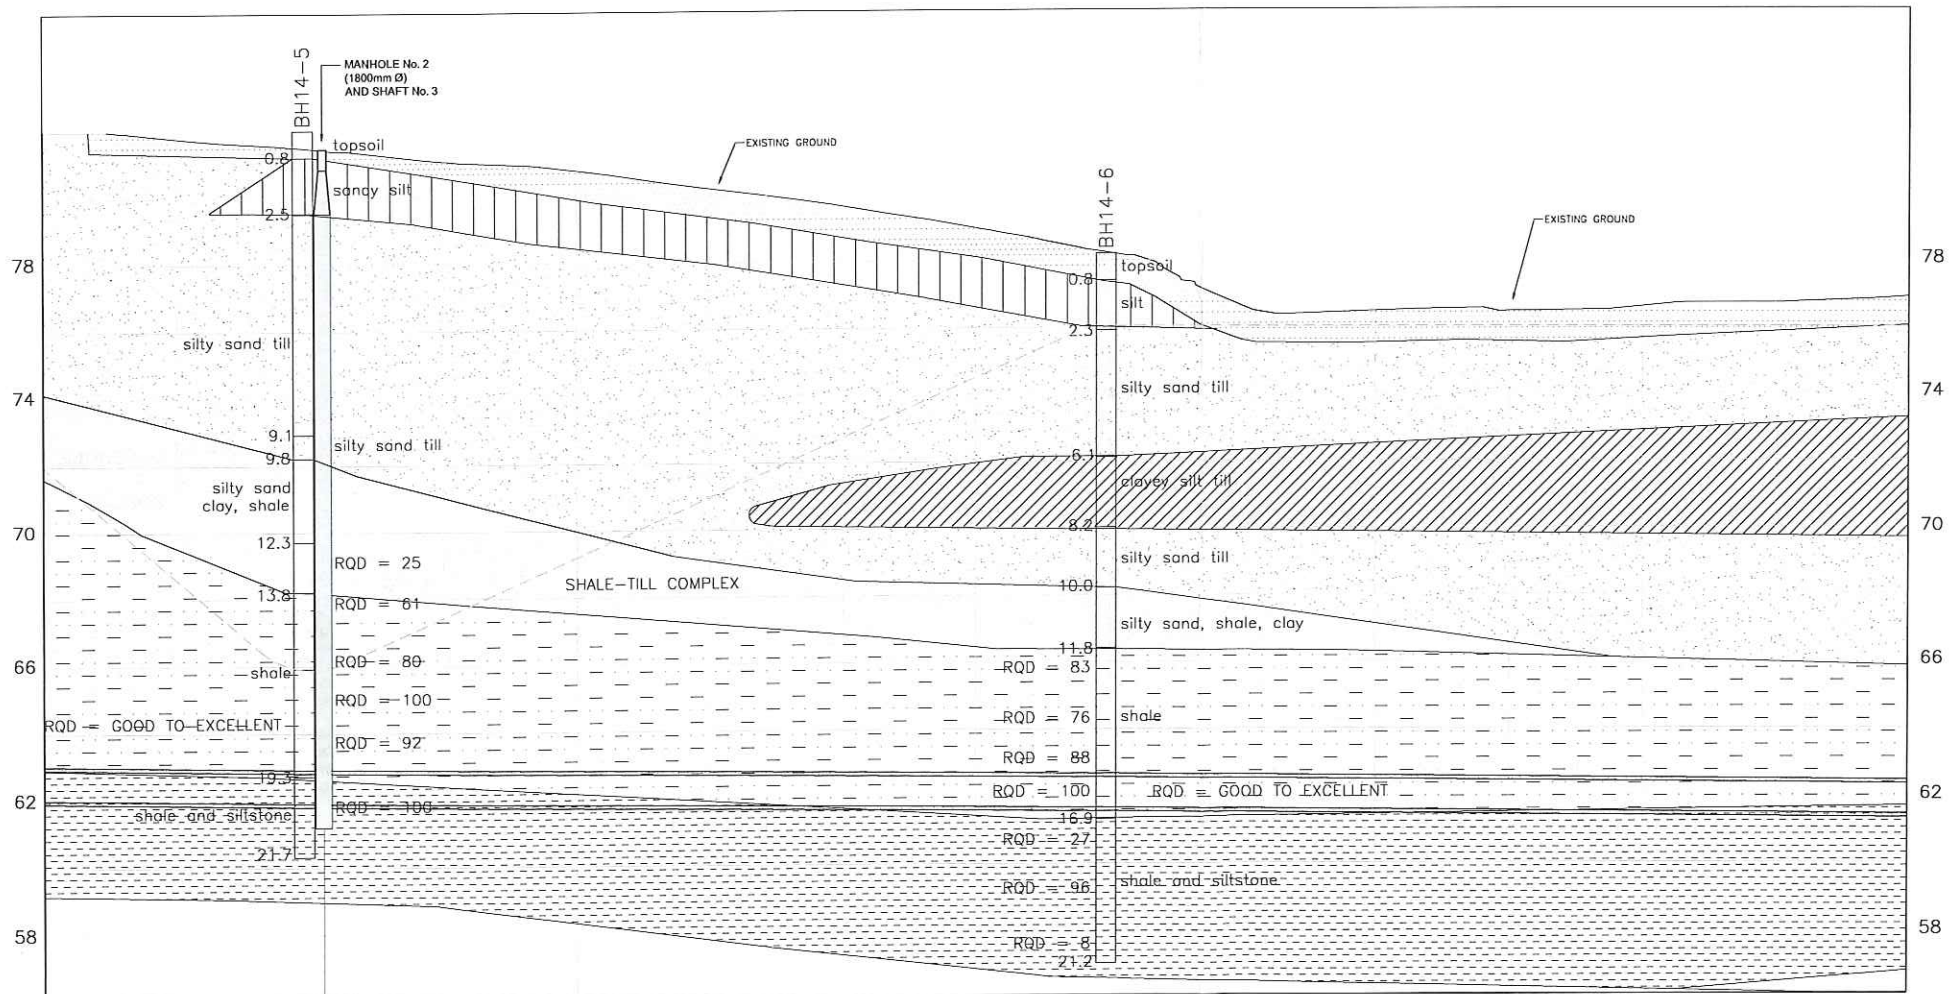 BH14-5
MANHOLE No. 2
(1800mm Ø)
AND SHAFT No. 3
topsoil
0.8
sandy silt
2.5
EXISTING GROUND
BH14-6
topsoil
0.8
silt
2.3
EXISTING GROUND
78
78
silty sand till
silty sand till
74
74
9.1
silty sand till
9.8
6.1
silty sand
clay, shale
clayey silt till
8.2
70
70
12.3
RQD = 25
silty sand till
SHALE-TILL COMPLEX
10.0
13.8
RQD = 61
silty sand, shale, clay
11.8
66
66
RQD = 80
shale
RQD = 83
RQD = 100
RQD = GOOD TO EXCELLENT
RQD = 76
shale
RQD = 92
RQD = 88
19.3
RQD = 100
RQD = GOOD TO EXCELLENT
62
62
RQD = 100
shale and siltstone
16.9
RQD = 27
21.7
RQD = 96
shale and siltstone
58
58
RQD = 8
21.2